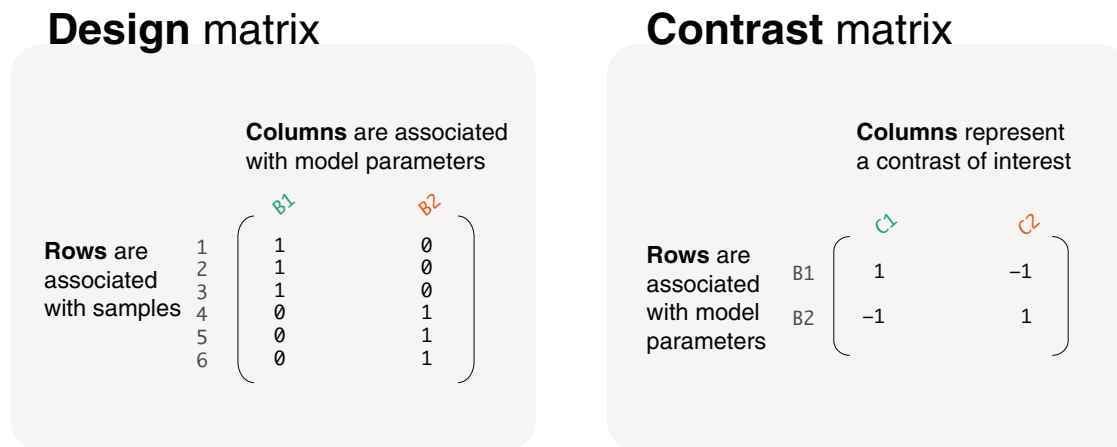 Design matrix
Columns are associated
with model parameters
B1 B2
Rows are
associated
with samples
1 1 0
2 1 0
3 1 0
4 0 1
5 0 1
6 0 1
Contrast matrix
Columns represent
a contrast of interest
C1 C2
Rows are
associated
with model
parameters
B1 1 −1
B2 −1 1